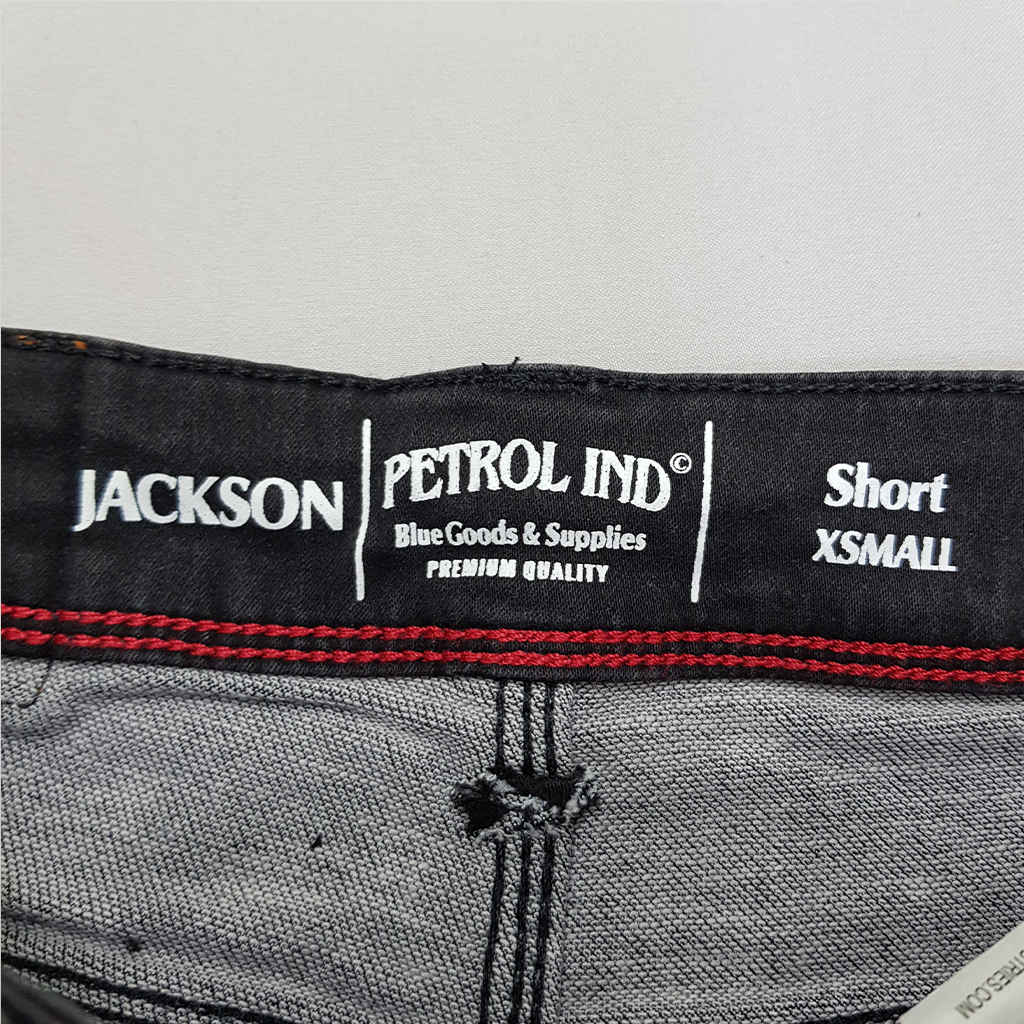 JACKSON
PETROL IND©
Blue Goods & Supplies
PREMIUM QUALITY
Short
XSMALL